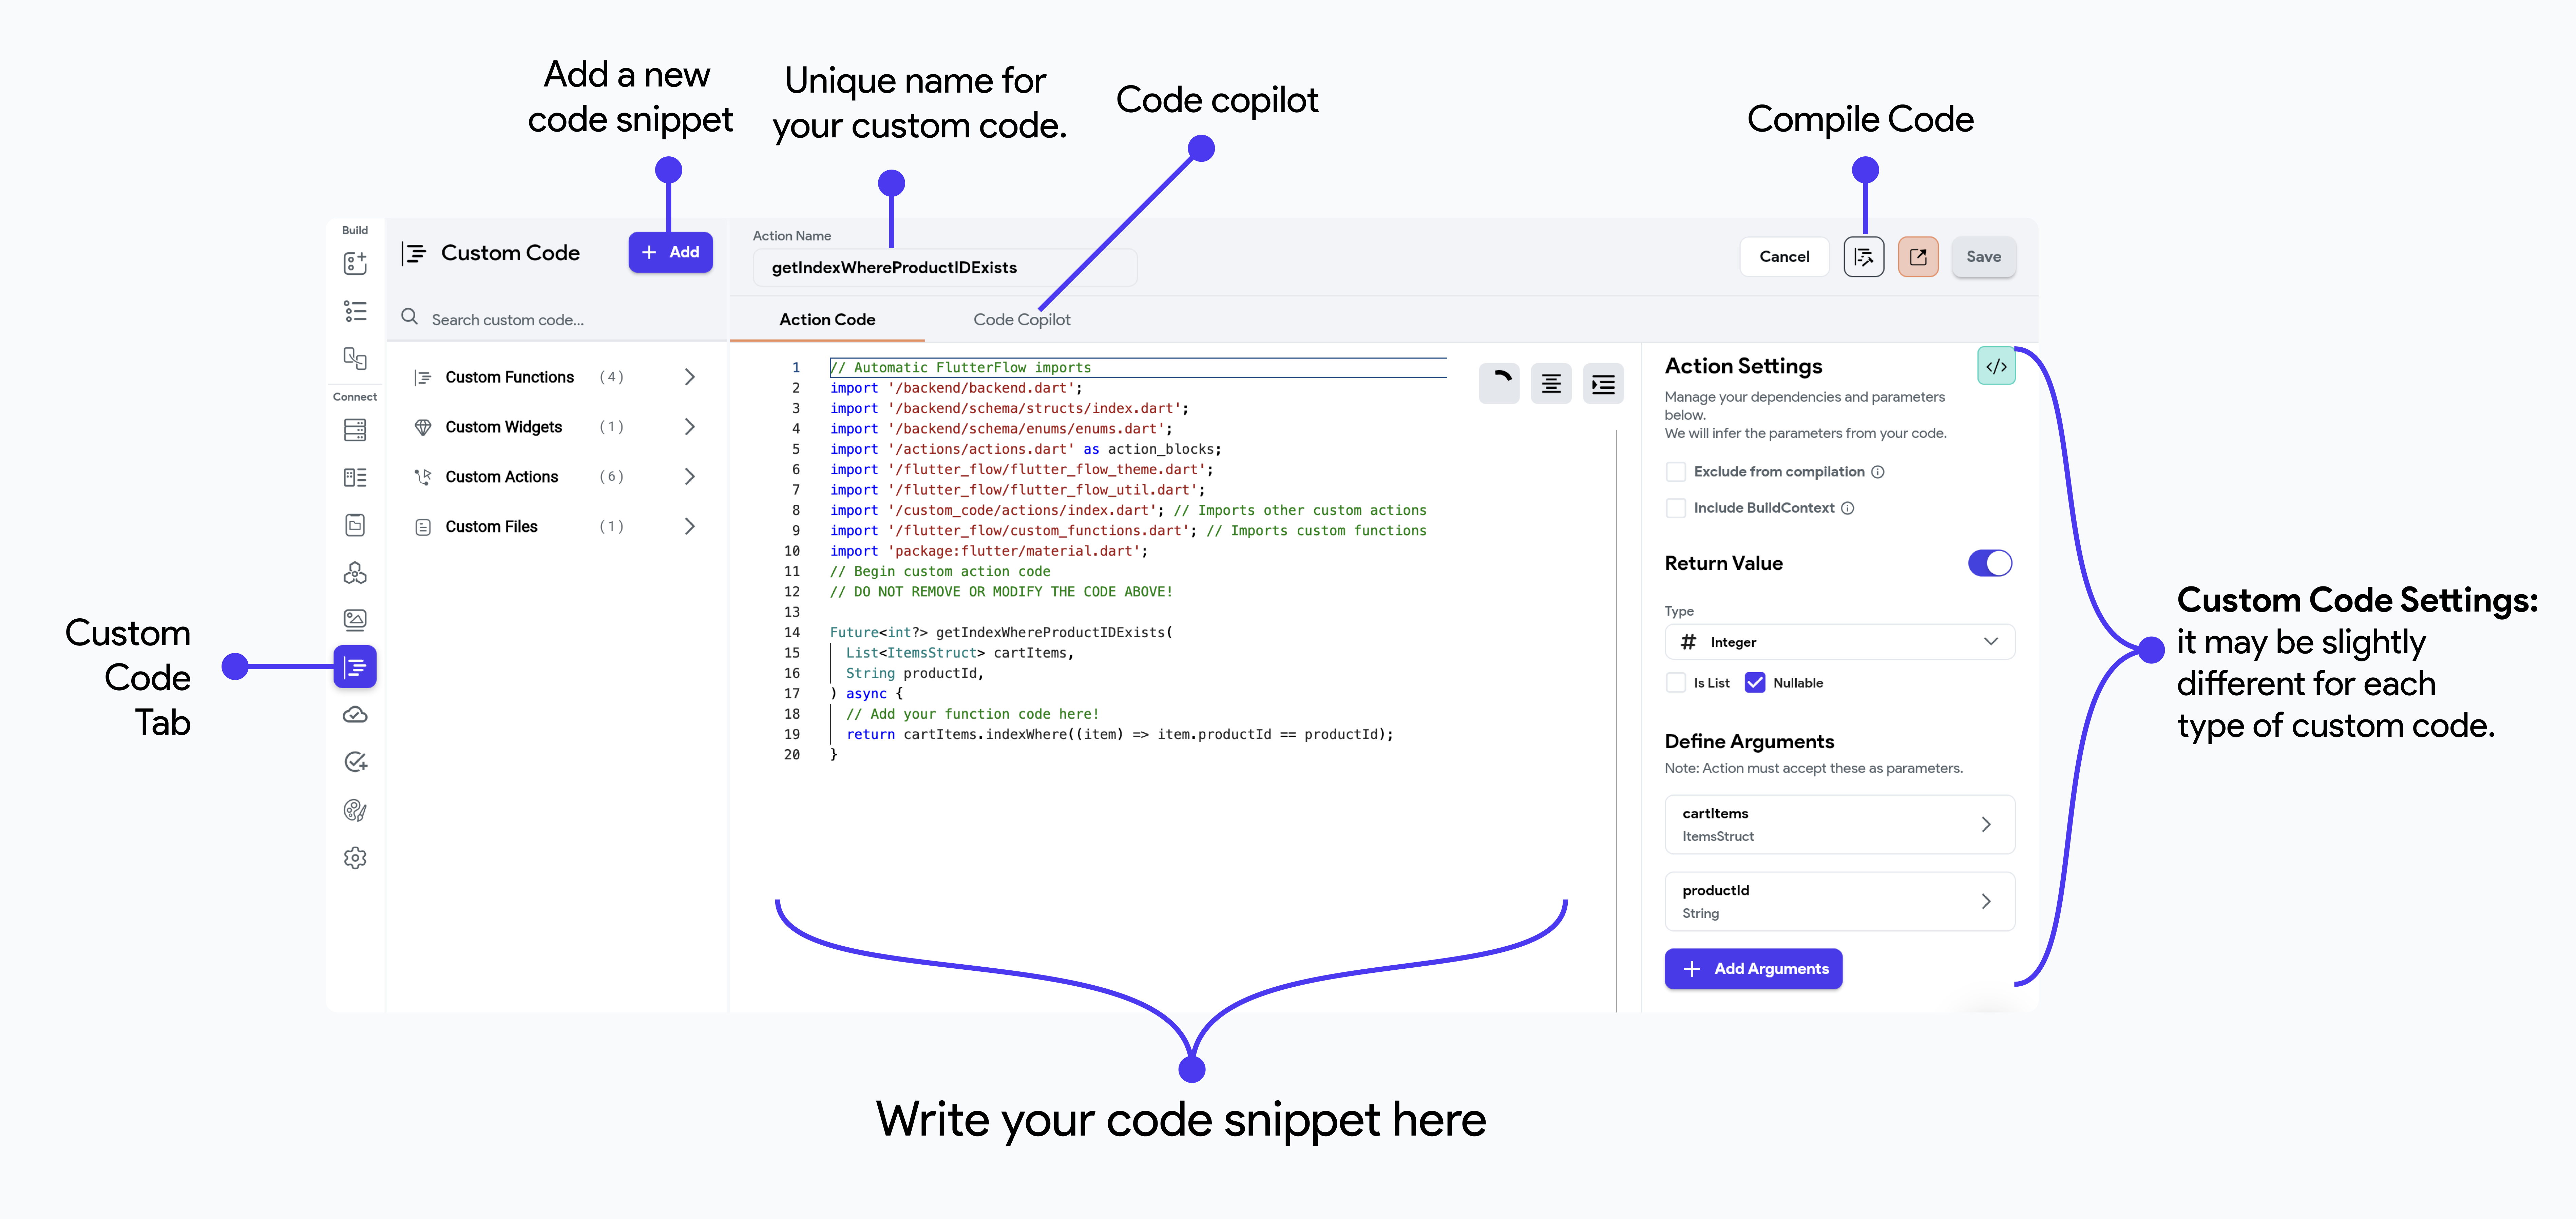 Add a new
code snippet
Unique name for
your custom code.
Code copilot
Compile Code
Build
Custom Code
+ Add
Action Name
getIndexWhereProductIDExists
Cancel
Save
Search custom code...
Action Code
Code Copilot
Custom Functions (4)
Connect
Custom Widgets (1)
Custom Actions (6)
Custom Files (1)
1 // Automatic FlutterFlow imports
2 import '/backend/backend.dart';
3 import '/backend/schema/structs/index.dart';
4 import '/backend/schema/enums/enums.dart';
5 import '/actions/actions.dart' as action_blocks;
6 import '/flutter_flow/flutter_flow_theme.dart';
7 import '/flutter_flow/flutter_flow_util.dart';
8 import '/custom_code/actions/index.dart'; // Imports other custom actions
9 import '/flutter_flow/custom_functions.dart'; // Imports custom functions
10 import 'package:flutter/material.dart';
11 // Begin custom action code
12 // DO NOT REMOVE OR MODIFY THE CODE ABOVE!
13
14 Future<int?> getIndexWhereProductIDExists(
15 List<ItemsStruct> cartItems,
16 String productId,
17 ) async {
18 // Add your function code here!
19 return cartItems.indexWhere((item) => item.productId == productId);
20 }
Action Settings
</>
Manage your dependencies and parameters
below.
We will infer the parameters from your code.
Exclude from compilation
Include BuildContext
Return Value
Type
# Integer
Is List
Nullable
Define Arguments
Note: Action must accept these as parameters.
cartItems
ItemsStruct
productId
String
+ Add Arguments
Custom
Code
Tab
Custom Code Settings:
it may be slightly
different for each
type of custom code.
Write your code snippet here